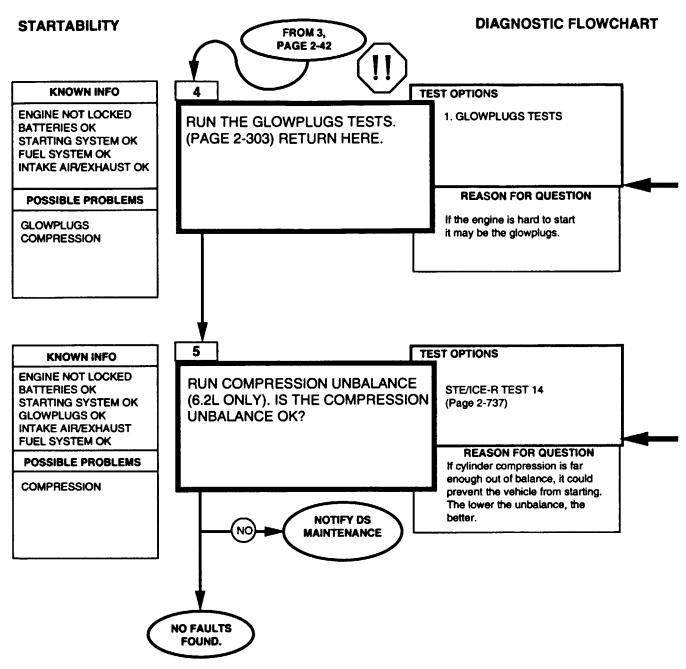 STARTABILITY
DIAGNOSTIC FLOWCHART
FROM 3,
PAGE 2-42
!!
KNOWN INFO
ENGINE NOT LOCKED
BATTERIES OK
STARTING SYSTEM OK
FUEL SYSTEM OK
INTAKE AIR/EXHAUST OK
POSSIBLE PROBLEMS
GLOWPLUGS
COMPRESSION
4
RUN THE GLOWPLUGS TESTS.
(PAGE 2-303) RETURN HERE.
TEST OPTIONS
1. GLOWPLUGS TESTS
REASON FOR QUESTION
If the engine is hard to start
it may be the glowplugs.
KNOWN INFO
ENGINE NOT LOCKED
BATTERIES OK
STARTING SYSTEM OK
GLOWPLUGS OK
INTAKE AIR/EXHAUST
FUEL SYSTEM OK
POSSIBLE PROBLEMS
COMPRESSION
5
RUN COMPRESSION UNBALANCE
(6.2L ONLY). IS THE COMPRESSION
UNBALANCE OK?
TEST OPTIONS
STE/ICE-R TEST 14
(Page 2-737)
REASON FOR QUESTION
If cylinder compression is far
enough out of balance, it could
prevent the vehicle from starting.
The lower the unbalance, the
better.
NO
NOTIFY DS
MAINTENANCE
NO FAULTS
FOUND.